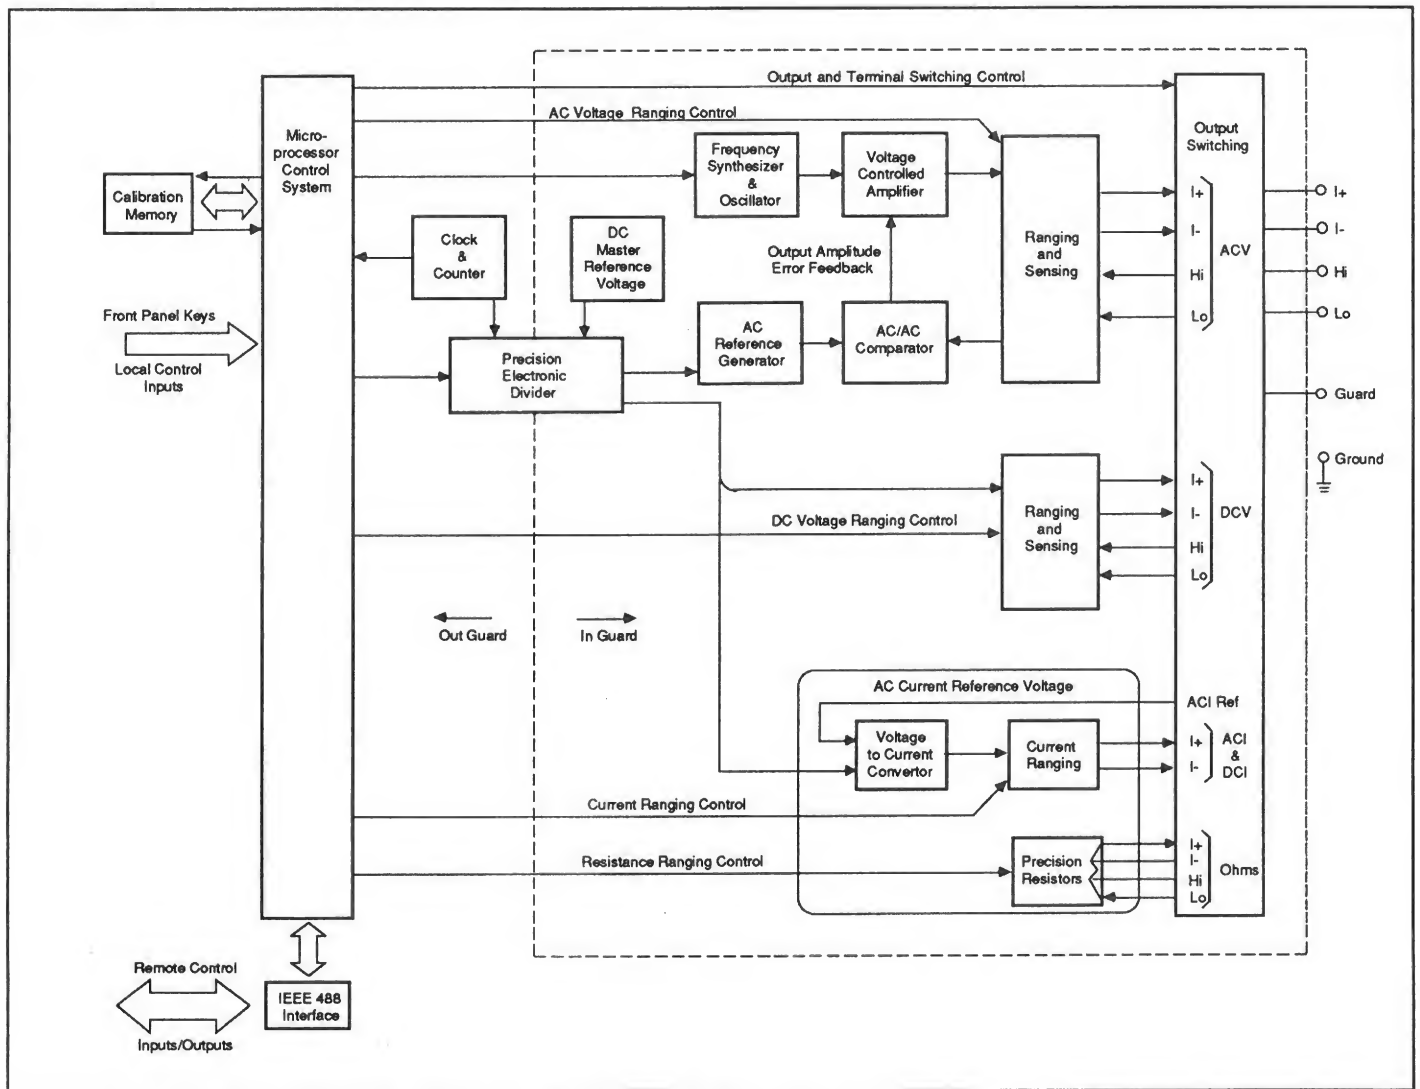 Output and Terminal Switching Control
AC Voltage Ranging Control
Micro-
processor
Control
System
Calibration
Memory
Frequency
Synthesizer
&
Oscillator
Voltage
Controlled
Amplifier
Output
Switching
Clock
&
Counter
DC
Master
Reference
Voltage
Output Amplitude
Error Feedback
Ranging
and
Sensing
I+
I-
Hi
Lo
ACV
I+
I-
Hi
Lo
Guard
Ground
Front Panel Keys
Local Control
Inputs
Precision
Electronic
Divider
AC
Reference
Generator
AC/AC
Comparator
DC Voltage Ranging Control
Ranging
and
Sensing
I+
I-
Hi
Lo
DCV
Out Guard
In Guard
AC Current Reference Voltage
ACI Ref
Voltage
to Current
Convertor
Current
Ranging
I+
I-
ACI
&
DCI
Current Ranging Control
Resistance Ranging Control
Precision
Resistors
I+
I-
Hi
Lo
Ohms
Remote Control
Inputs/Outputs
IEEE 488
Interface